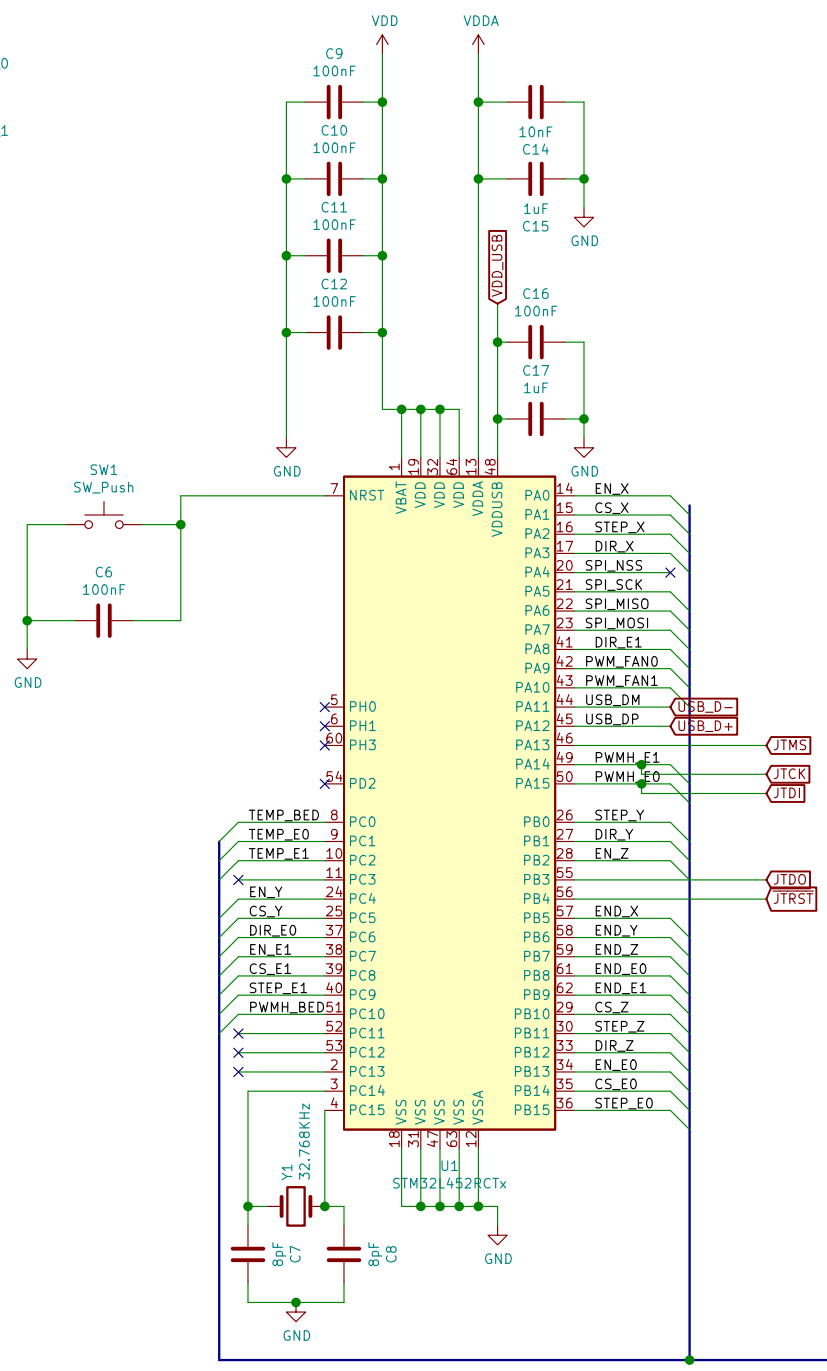 VDD
VDDA
0
1
C9
100nF
C10
100nF
C11
100nF
C12
100nF
10nF
C14
1uF
C15
GND
VDD_USB
C16
100nF
C17
1uF
GND
GND
SW1
SW_Push
C6
100nF
GND
1
19
32
64
13
48
VBAT
VDD
VDD
VDD
VDDA
VDDUSB
7 NRST
5 PH0
6 PH1
60 PH3
54 PD2
TEMP_BED 8 PC0
TEMP_E0 9 PC1
TEMP_E1 10 PC2
11 PC3
EN_Y 24 PC4
CS_Y 25 PC5
DIR_E0 37 PC6
EN_E1 38 PC7
CS_E1 39 PC8
STEP_E1 40 PC9
PWMH_BED 51 PC10
52 PC11
53 PC12
2 PC13
3 PC14
4 PC15
PA0 14 EN_X
PA1 15 CS_X
PA2 16 STEP_X
PA3 17 DIR_X
PA4 20 SPI_NSS
PA5 21 SPI_SCK
PA6 22 SPI_MISO
PA7 23 SPI_MOSI
PA8 41 DIR_E1
PA9 42 PWM_FAN0
PA10 43 PWM_FAN1
PA11 44 USB_DM USB_D-
PA12 45 USB_DP USB_D+
PA13 46 JTMS
PA14 49 PWMH_E1
JTCK
PA15 50 PWMH_E0
JTDI
PB0 26 STEP_Y
PB1 27 DIR_Y
PB2 28 EN_Z
PB3 55 JTDO
PB4 56 JTRST
PB5 57 END_X
PB6 58 END_Y
PB7 59 END_Z
PB8 61 END_E0
PB9 62 END_E1
PB10 29 CS_Z
PB11 30 STEP_Z
PB12 33 DIR_Z
PB13 34 EN_E0
PB14 35 CS_E0
PB15 36 STEP_E0
VSS
VSS
VSS
VSS
VSSA
18
31
47
63
12
U1
STM32L452RCTx
GND
Y1
32.768KHz
8pF
C7
8pF
C8
GND